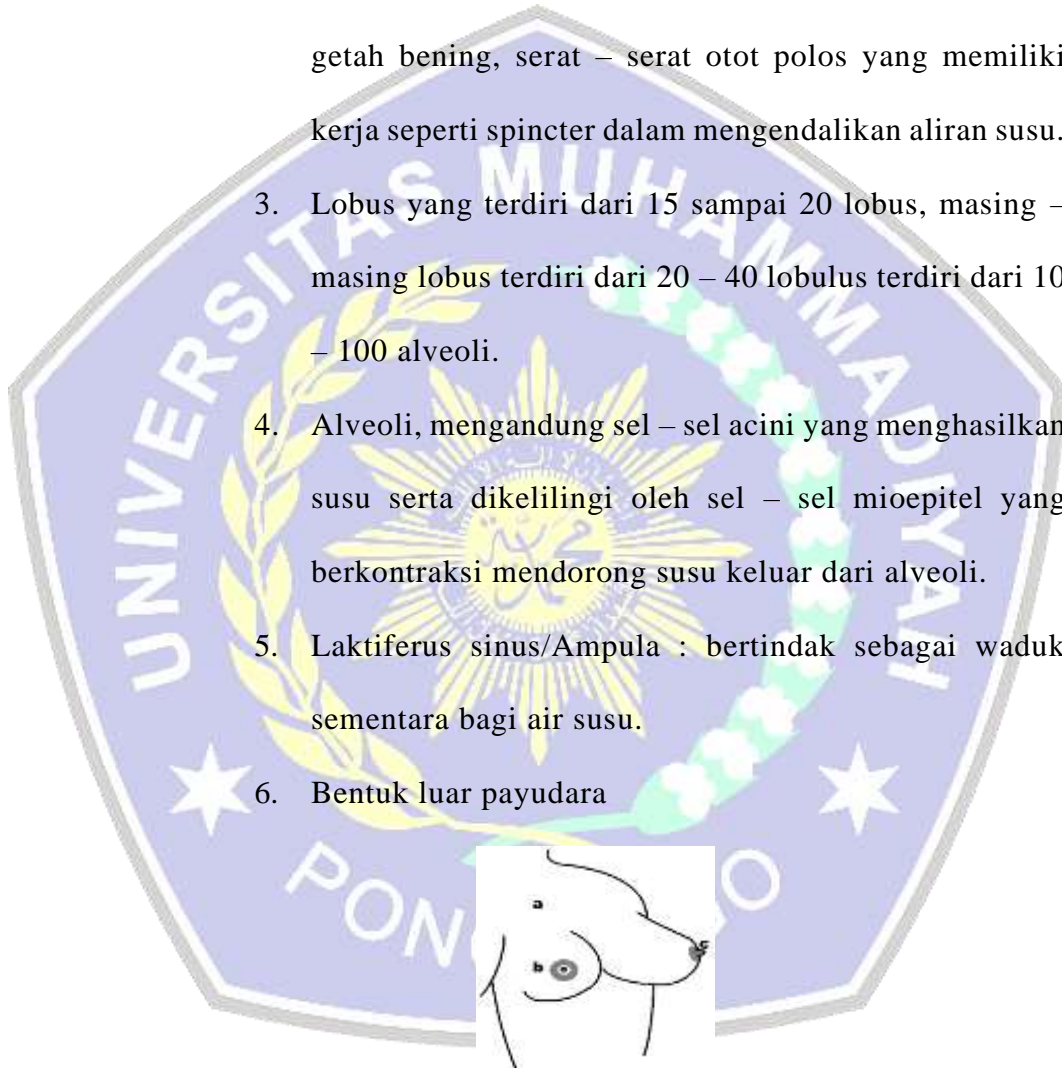 getah bening, serat – serat otot polos yang memiliki
kerja seperti spincter dalam mengendalikan aliran susu.
3. Lobus yang terdiri dari 15 sampai 20 lobus, masing –
masing lobus terdiri dari 20 – 40 lobulus terdiri dari 10
– 100 alveoli.
4. Alveoli, mengandung sel – sel acini yang menghasilkan
susu serta dikelilingi oleh sel – sel mioepitel yang
berkontraksi mendorong susu keluar dari alveoli.
5. Laktiferus sinus/Ampula : bertindak sebagai waduk
sementara bagi air susu.
6. Bentuk luar payudara
a
b
c
UNIVERSITAS MUHAMMADIYAH